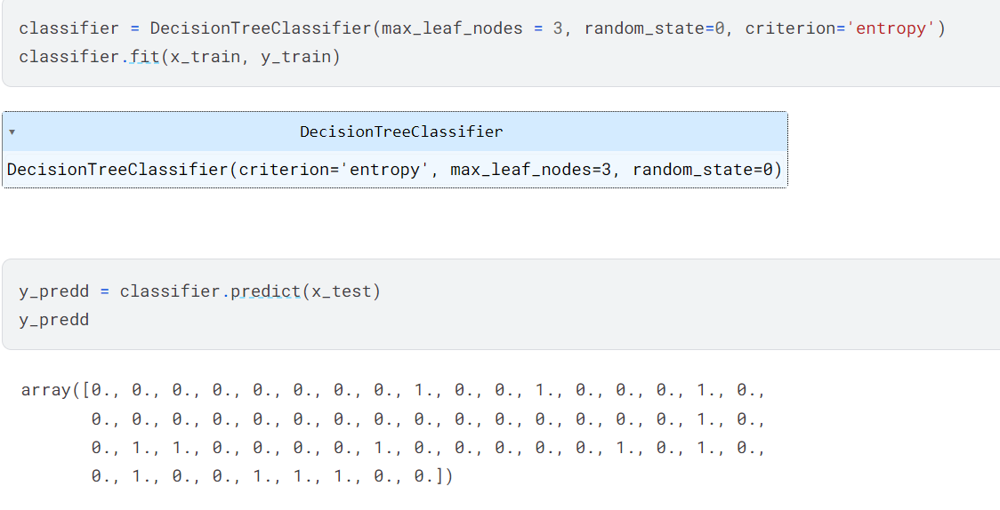 classifier = DecisionTreeClassifier(max_leaf_nodes = 3, random_state=0, criterion='entropy')
classifier.fit(x_train, y_train)
DecisionTreeClassifier
DecisionTreeClassifier(criterion='entropy', max_leaf_nodes=3, random_state=0)
y_predd = classifier.predict(x_test)
y_predd
array([0., 0., 0., 0., 0., 0., 0., 0., 1., 0., 0., 1., 0., 0., 0., 1., 0.,
0., 0., 0., 0., 0., 0., 0., 0., 0., 0., 0., 0., 0., 0., 0., 1., 0.,
0., 1., 1., 0., 0., 0., 0., 1., 0., 0., 0., 0., 0., 1., 0., 1., 0.,
0., 1., 0., 0., 1., 1., 1., 0., 0.])